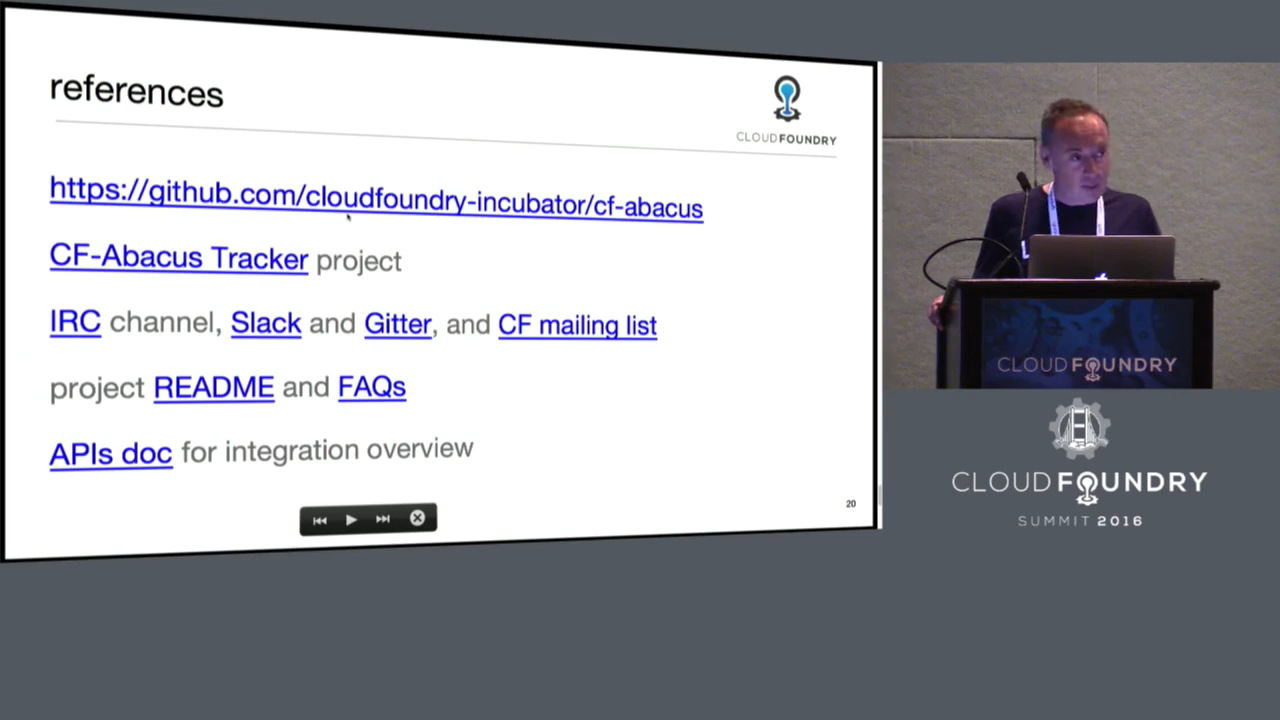 references
CLOUDFOUNDRY
https://github.com/cloudfoundry-incubator/cf-abacus
CF-Abacus Tracker project
IRC channel, Slack and Gitter, and CF mailing list
project README and FAQs
APIs doc for integration overview
20
CLOUDFOUNDRY
CLOUDFOUNDRY
SUMMIT 2016